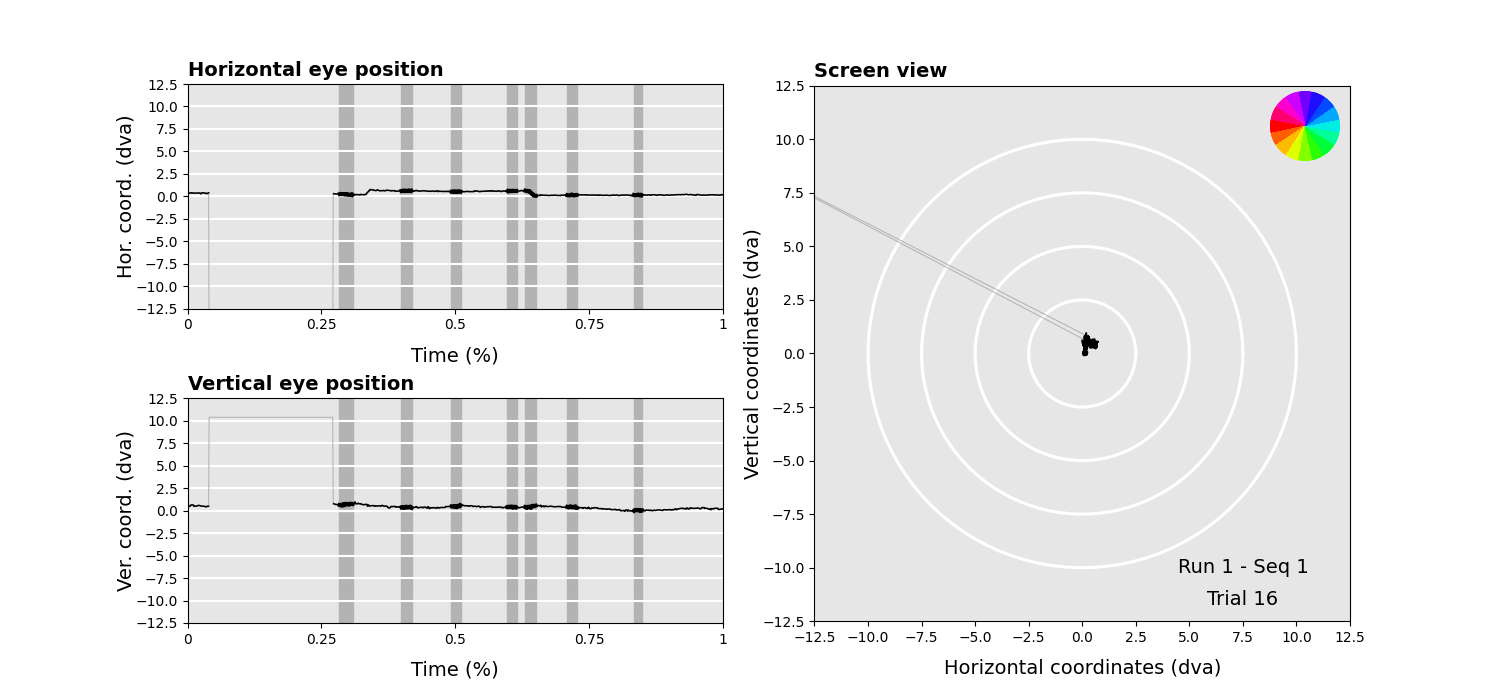 Horizontal eye position
Hor. coord. (dva)
12.5
10.0
7.5
5.0
2.5
0.0
−2.5
−5.0
−7.5
−10.0
−12.5
0 0.25 0.5 0.75 1
Time (%)
Vertical eye position
Ver. coord. (dva)
12.5
10.0
7.5
5.0
2.5
0.0
−2.5
−5.0
−7.5
−10.0
−12.5
0 0.25 0.5 0.75 1
Time (%)
Screen view
Vertical coordinates (dva)
12.5
10.0
7.5
5.0
2.5
0.0
−2.5
−5.0
−7.5
−10.0
−12.5
Run 1 - Seq 1
Trial 16
−12.5 −10.0 −7.5 −5.0 −2.5 0.0 2.5 5.0 7.5 10.0 12.5
Horizontal coordinates (dva)